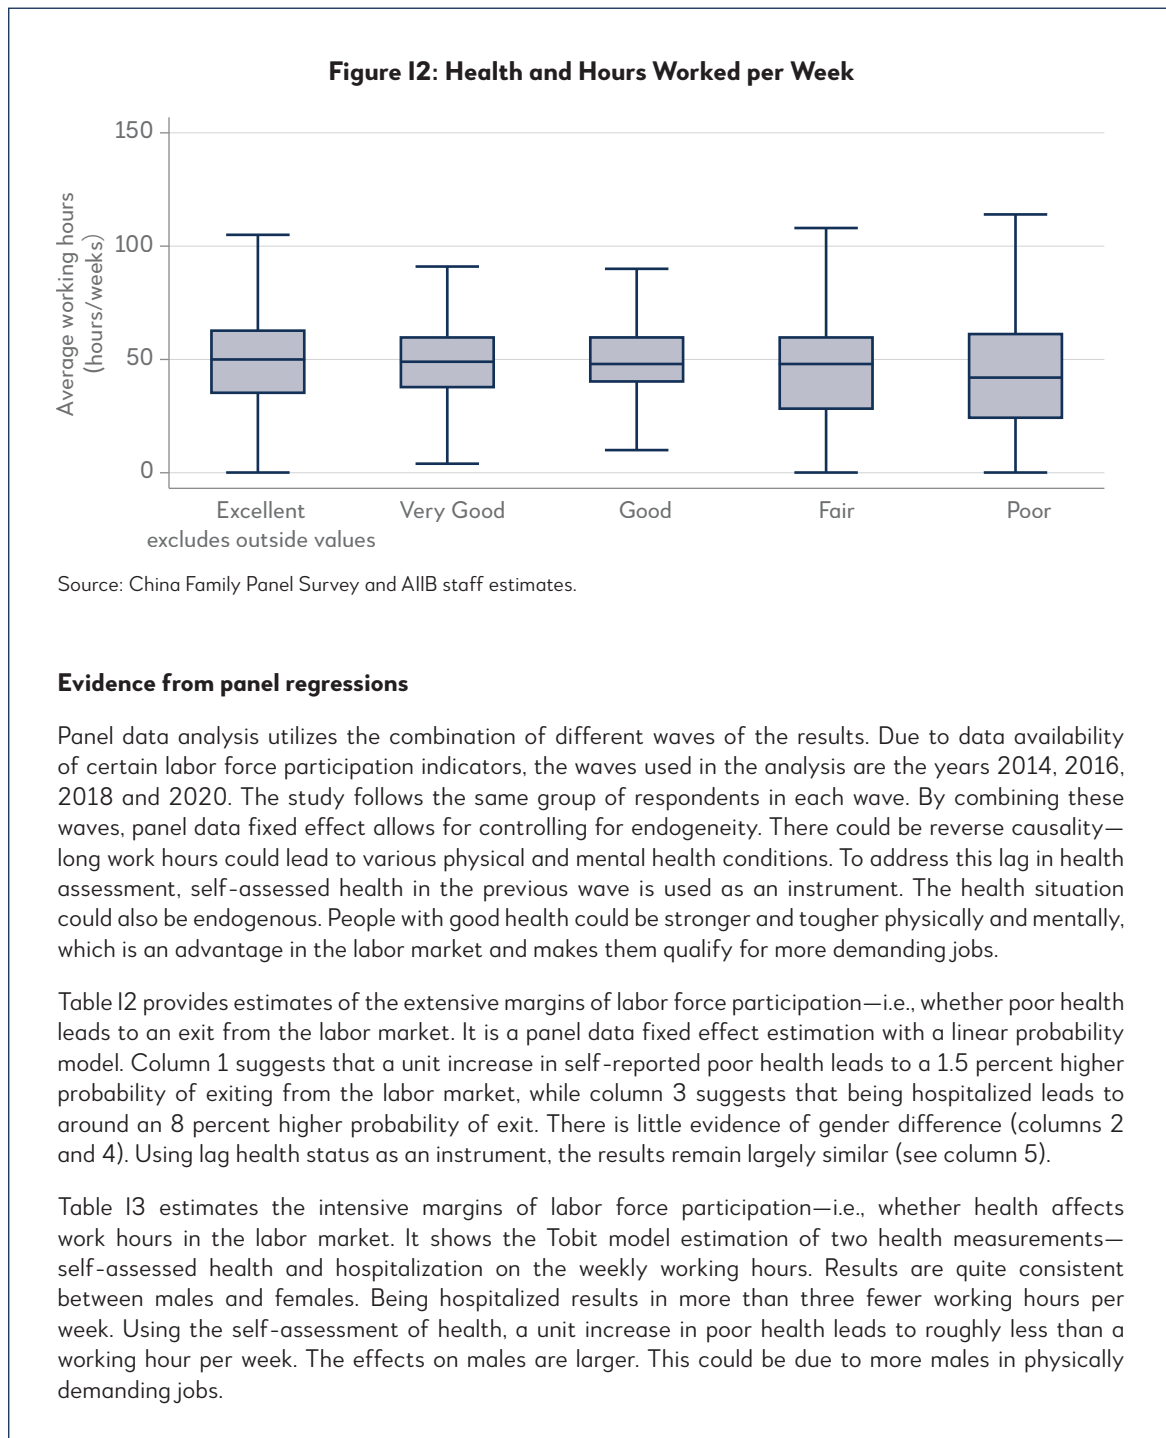 Figure I2: Health and Hours Worked per Week
150
100
50
0
Average working hours
(hours/weeks)
Excellent
Very Good
Good
Fair
Poor
excludes outside values
Source: China Family Panel Survey and AIIB staff estimates.
Evidence from panel regressions
Panel data analysis utilizes the combination of different waves of the results. Due to data availability
of certain labor force participation indicators, the waves used in the analysis are the years 2014, 2016,
2018 and 2020. The study follows the same group of respondents in each wave. By combining these
waves, panel data fixed effect allows for controlling for endogeneity. There could be reverse causality—
long work hours could lead to various physical and mental health conditions. To address this lag in health
assessment, self-assessed health in the previous wave is used as an instrument. The health situation
could also be endogenous. People with good health could be stronger and tougher physically and mentally,
which is an advantage in the labor market and makes them qualify for more demanding jobs.
Table I2 provides estimates of the extensive margins of labor force participation—i.e., whether poor health
leads to an exit from the labor market. It is a panel data fixed effect estimation with a linear probability
model. Column 1 suggests that a unit increase in self-reported poor health leads to a 1.5 percent higher
probability of exiting from the labor market, while column 3 suggests that being hospitalized leads to
around an 8 percent higher probability of exit. There is little evidence of gender difference (columns 2
and 4). Using lag health status as an instrument, the results remain largely similar (see column 5).
Table I3 estimates the intensive margins of labor force participation—i.e., whether health affects
work hours in the labor market. It shows the Tobit model estimation of two health measurements—
self-assessed health and hospitalization on the weekly working hours. Results are quite consistent
between males and females. Being hospitalized results in more than three fewer working hours per
week. Using the self-assessment of health, a unit increase in poor health leads to roughly less than a
working hour per week. The effects on males are larger. This could be due to more males in physically
demanding jobs.